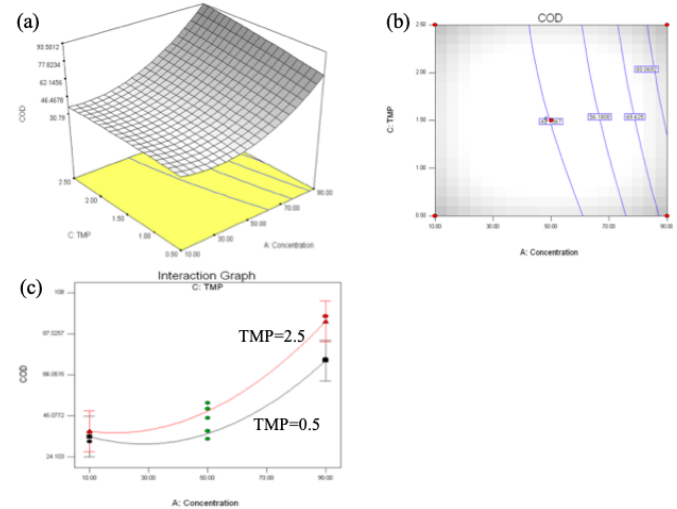 (a)
93.5012
77.8234
62.1456
46.4678
30.79
COD
2.50
2.00
1.50
1.00
0.50
C: TMP
10.00
30.00
50.00
70.00
90.00
A: Concentration
(b)
COD
2.50
2.00
1.50
1.00
0.50
C: TMP
56.1808
69.625
10.00
30.00
50.00
70.00
90.00
A: Concentration
(c)
Interaction Graph
C: TMP
108
87.0257
66.0515
45.0772
24.103
COD
TMP=2.5
TMP=0.5
10.00
30.00
50.00
70.00
90.00
A: Concentration